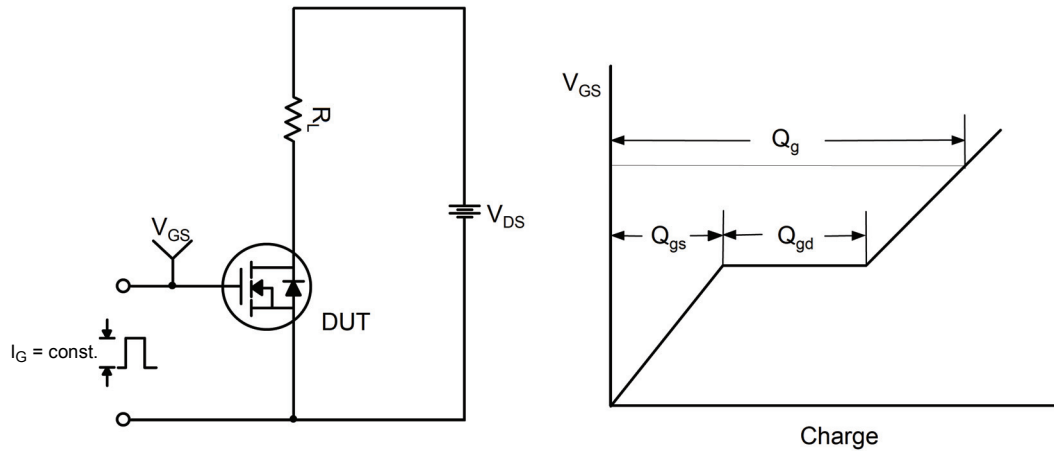 R_L
V_DS
V_GS
DUT
I_G = const.
V_GS
Q_g
Q_gs
Q_gd
Charge